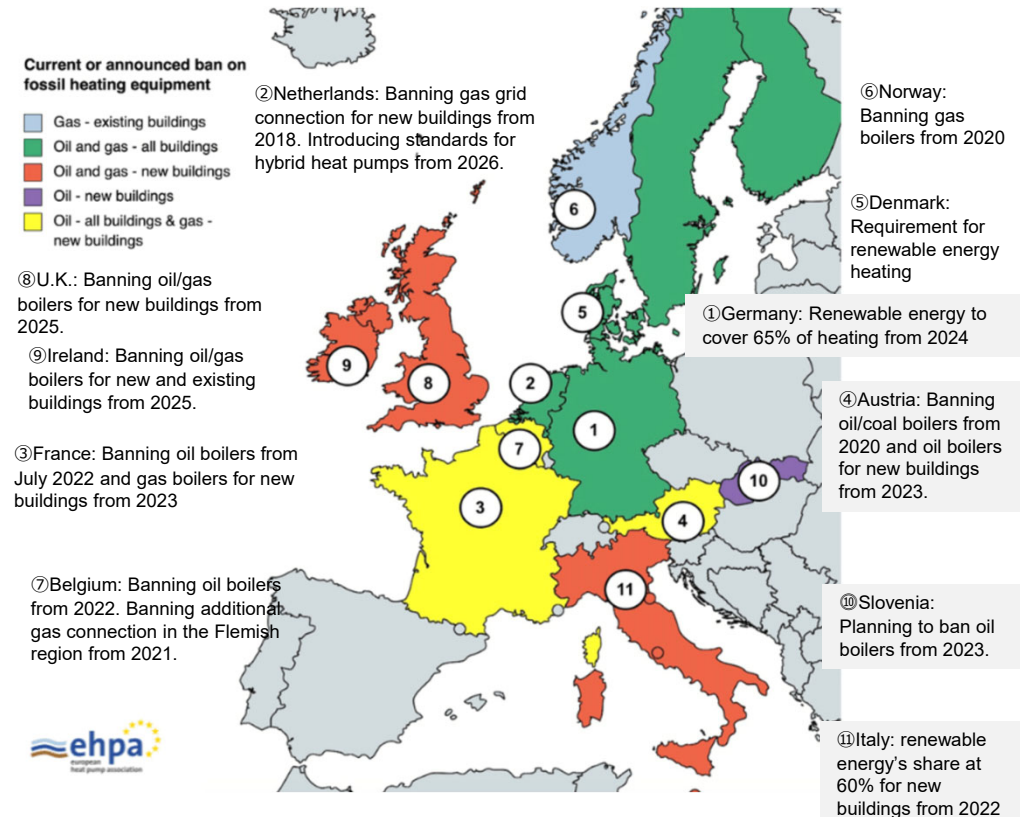 Current or announced ban on
fossil heating equipment
Gas - existing buildings
Oil and gas - all buildings
Oil and gas - new buildings
Oil - new buildings
Oil - all buildings & gas -
new buildings
②Netherlands: Banning gas grid
connection for new buildings from
2018. Introducing standards for
hybrid heat pumps from 2026.
⑥Norway:
Banning gas
boilers from 2020
⑤Denmark:
Requirement for
renewable energy
heating
①Germany: Renewable energy to
cover 65% of heating from 2024
⑧U.K.: Banning oil/gas
boilers for new buildings from
2025.
⑨Ireland: Banning oil/gas
boilers for new and existing
buildings from 2025.
④Austria: Banning
oil/coal boilers from
2020 and oil boilers
for new buildings
from 2023.
③France: Banning oil boilers from
July 2022 and gas boilers for new
buildings from 2023
⑦Belgium: Banning oil boilers
from 2022. Banning additional
gas connection in the Flemish
region from 2021.
⑩Slovenia:
Planning to ban oil
boilers from 2023.
⑪Italy: renewable
energy's share at
60% for new
buildings from 2022
6
5
9
8
2
1
7
10
3
4
11
ehpa
european
heat pump association